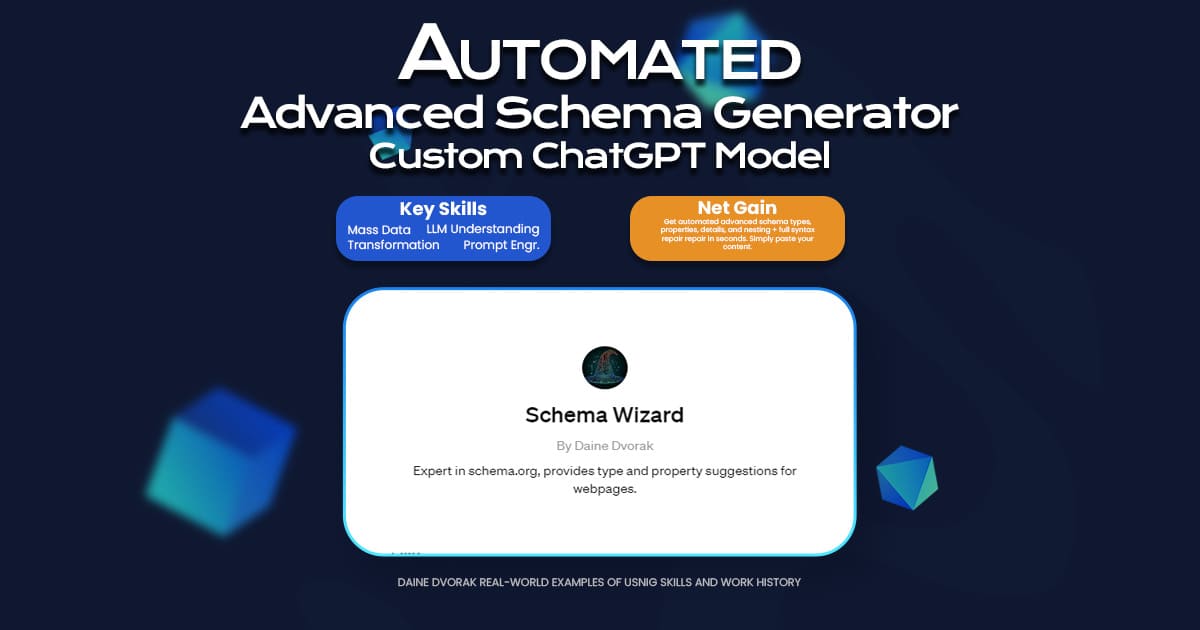 AUTOMATED
Advanced Schema Generator
Custom ChatGPT Model
Key Skills
Mass Data LLM Understanding
Transformation Prompt Engr.
Net Gain
Get automated advanced schema types,
properties, details, and nesting + full syntax
repair repair in seconds. Simply paste your
content.
Schema Wizard
By Daine Dvorak
Expert in schema.org, provides type and property suggestions for
webpages.
DAINE DVORAK REAL-WORLD EXAMPLES OF USNIG SKILLS AND WORK HISTORY